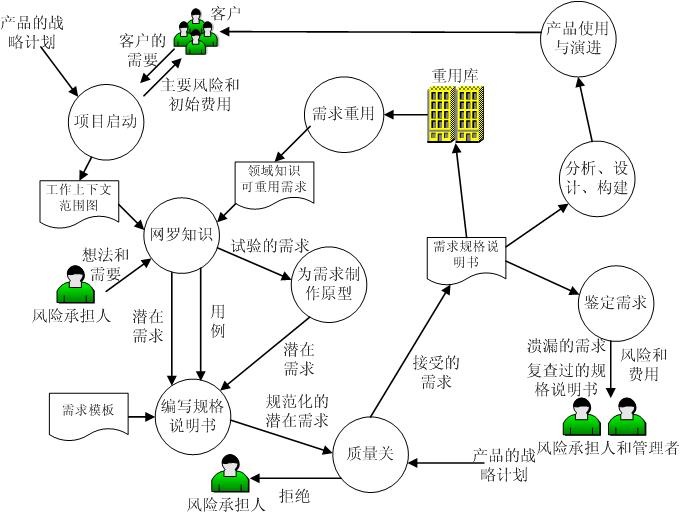 产品的战
略计划
客户
客户的
需要
主要风险和
初始费用
产品使用
与演进
重用库
项目启动
需求重用
工作上下文
范围图
领域知识
可重用需求
分析、设
计、构建
网罗知识
试验的需求
需求规格说
明书
想法和
需要
为需求制
作原型
风险承担人
潜在
需求
用
例
潜在
需求
接受的
需求
鉴定需求
溃漏的需求
复查过的规
格说明书
风险和
费用
需求模板
编写规格
说明书
规范化的
潜在需求
风险承担人和管理者
质量关
产品的战
略计划
风险承担人
拒绝